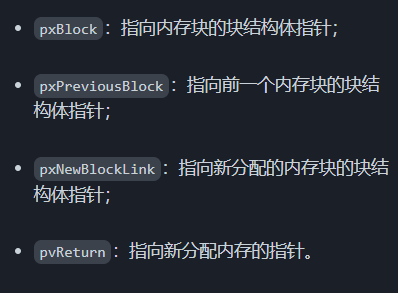 pxBlock：指向内存块的块结构体指针；
pxPreviousBlock：指向前一个内存块的块结
构体指针；
pxNewBlockLink：指向新分配的内存块的块结
构体指针；
pvReturn：指向新分配内存的指针。